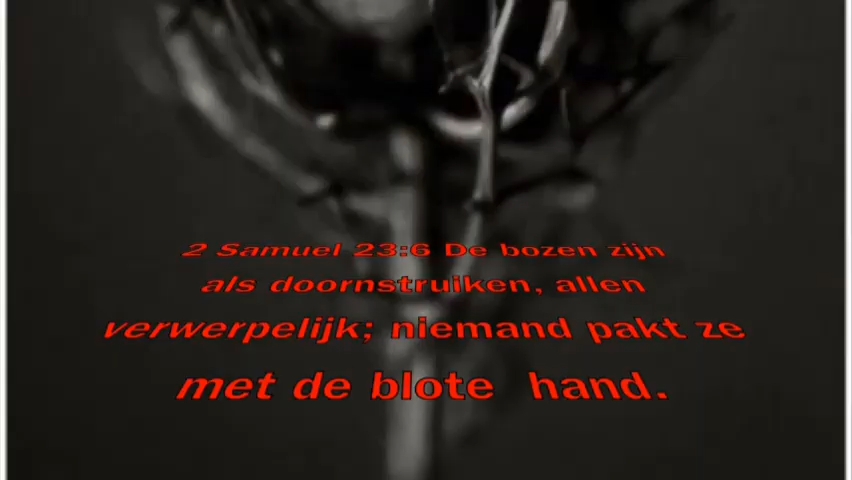 2 Samuel 23:6 De bozen zijn
als doornstruiken, allen
verwerpelijk; niemand pakt ze
met de blote hand.